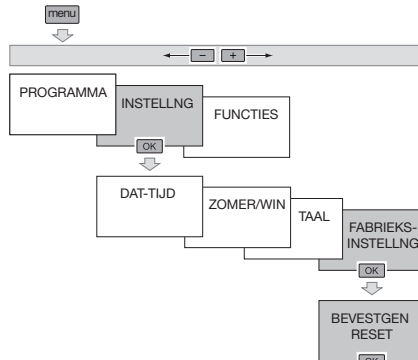 menu
− +
PROGRAMMA
INSTELLNG
FUNCTIES
OK
DAT-TIJD
ZOMER/WIN
TAAL
FABRIEKS-
INSTELLNG
OK
BEVESTGEN
RESET
OK